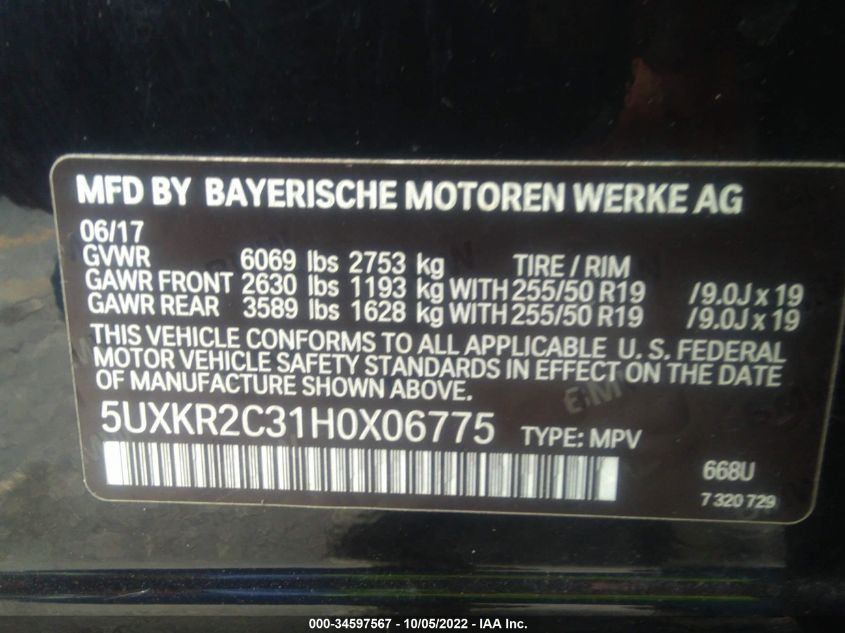 MFD BY BAYERISCHE MOTOREN WERKE AG
06/17
GVWR 6069 lbs 2753 kg TIRE / RIM
GAWR FRONT 2630 lbs 1193 kg WITH 255/50 R19 /9.0J x 19
GAWR REAR 3589 lbs 1628 kg WITH 255/50 R19 /9.0J x 19
THIS VEHICLE CONFORMS TO ALL APPLICABLE U. S. FEDERAL
MOTOR VEHICLE SAFETY STANDARDS IN EFFECT ON THE DATE
OF MANUFACTURE SHOWN ABOVE.
5UXKR2C31H0X06775 TYPE: MPV
668U
7 320 729
000-34597567 - 10/05/2022 - IAA Inc.